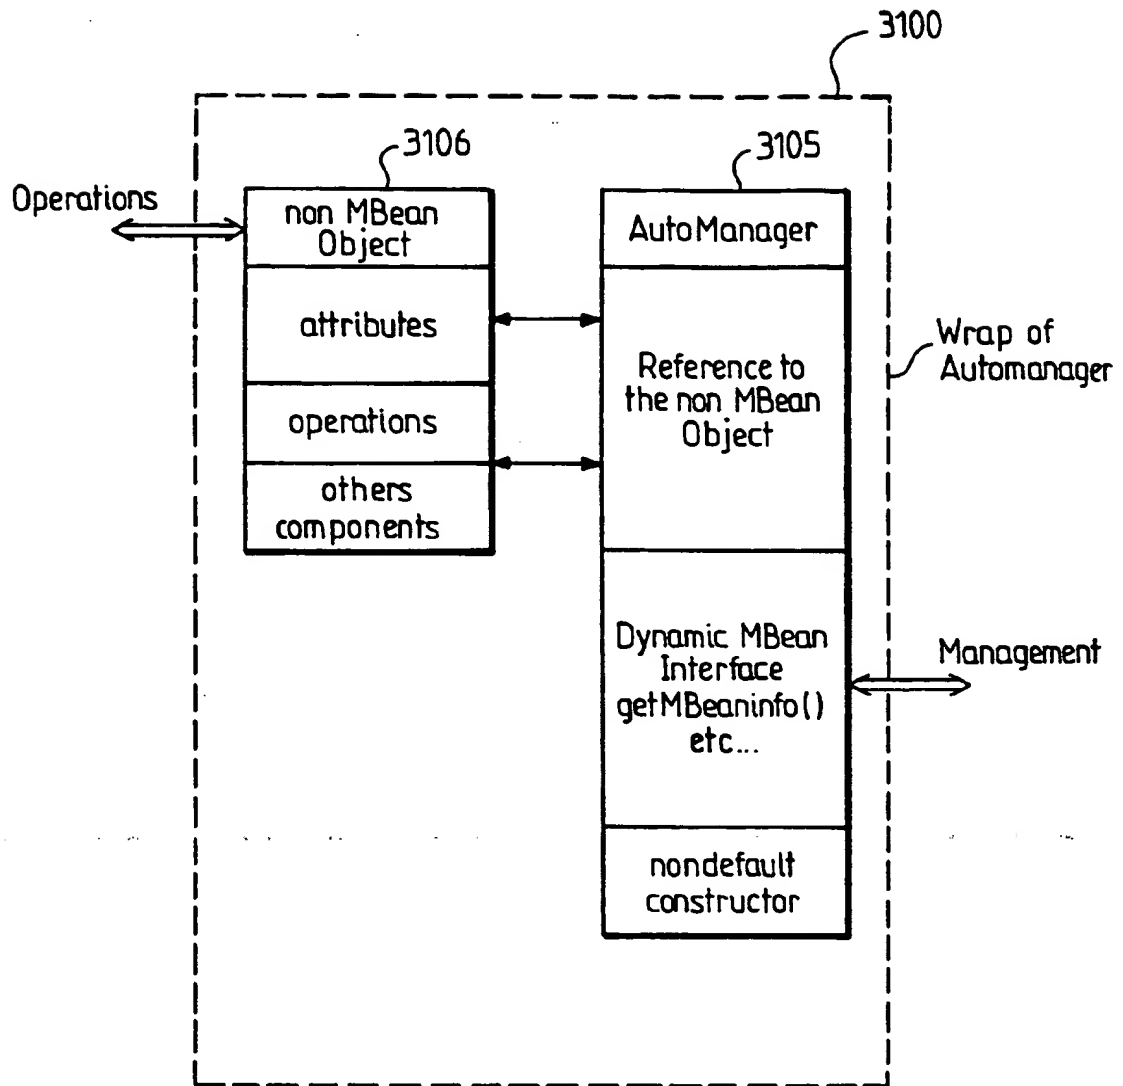 3100
3106
3105
Operations
non MBean
Object
AutoManager
attributes
Wrap of
Automanager
Reference to
the non MBean
Object
operations
others
components
Dynamic MBean
Interface
getMBeaninfo()
etc...
Management
nondefault
constructor